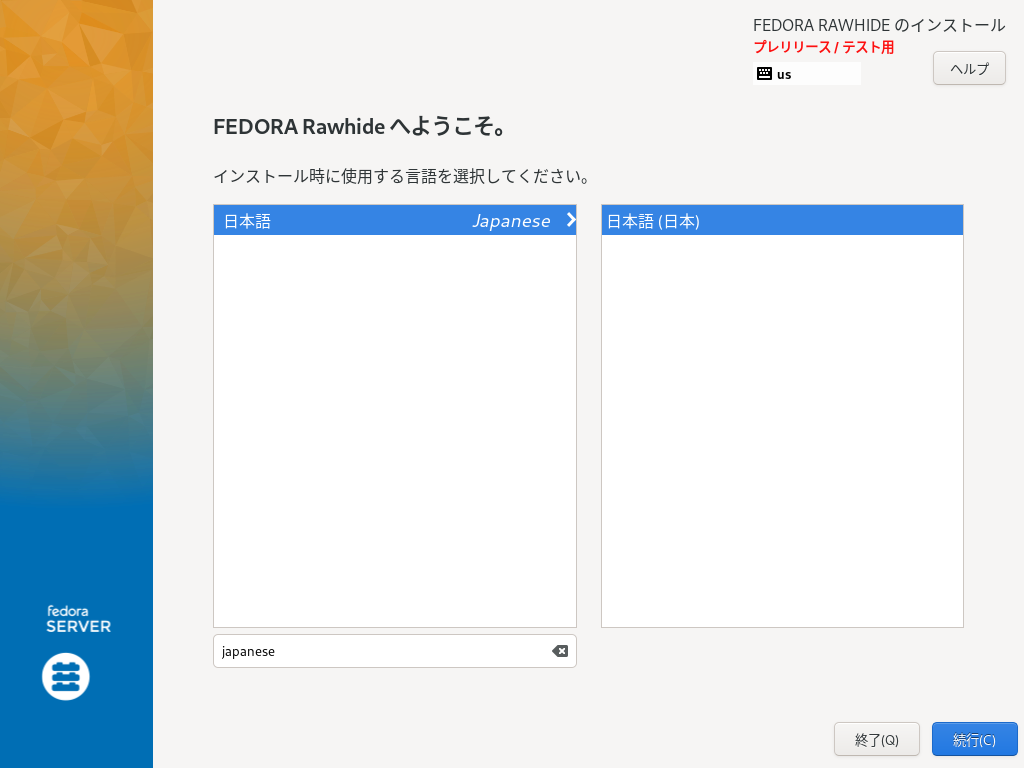 FEDORA RAWHIDE のインストール
プレリリース / テスト用
us
ヘルプ
FEDORA Rawhide へようこそ。
インストール時に使用する言語を選択してください。
日本語 Japanese
日本語 (日本)
japanese
fedora
SERVER
終了(Q)
続行(C)